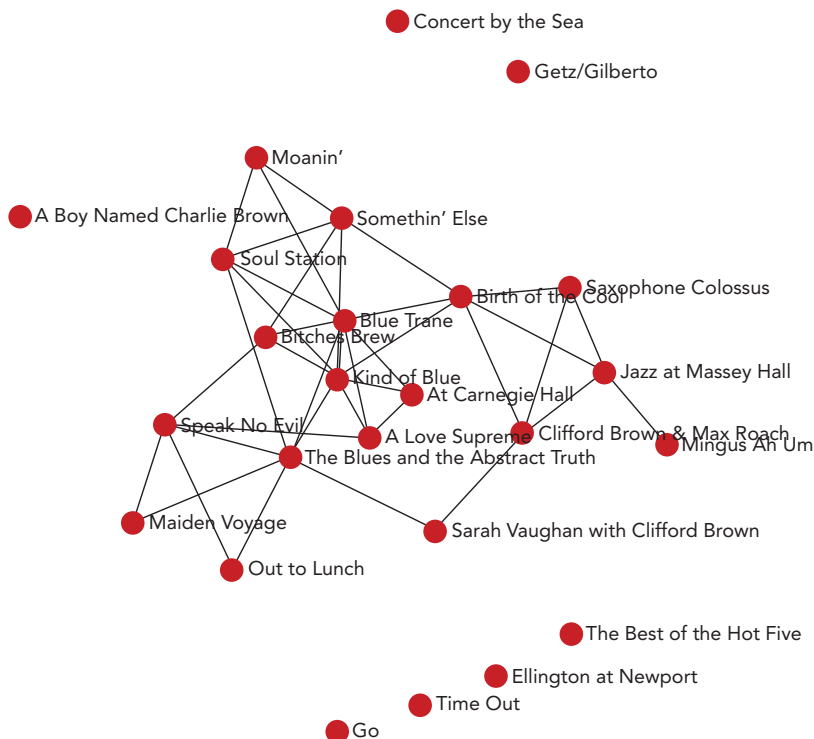 Concert by the Sea
Getz/Gilberto
Moanin’
A Boy Named Charlie Brown
Somethin’ Else
Soul Station
Saxophone Colossus
Birth of the Cool
Blue Trane
Bitches Brew
Jazz at Massey Hall
Kind of Blue
At Carnegie Hall
Speak No Evil
A Love Supreme
Clifford Brown & Max Roach
Mingus Ah Um
The Blues and the Abstract Truth
Maiden Voyage
Sarah Vaughan with Clifford Brown
Out to Lunch
The Best of the Hot Five
Ellington at Newport
Time Out
Go